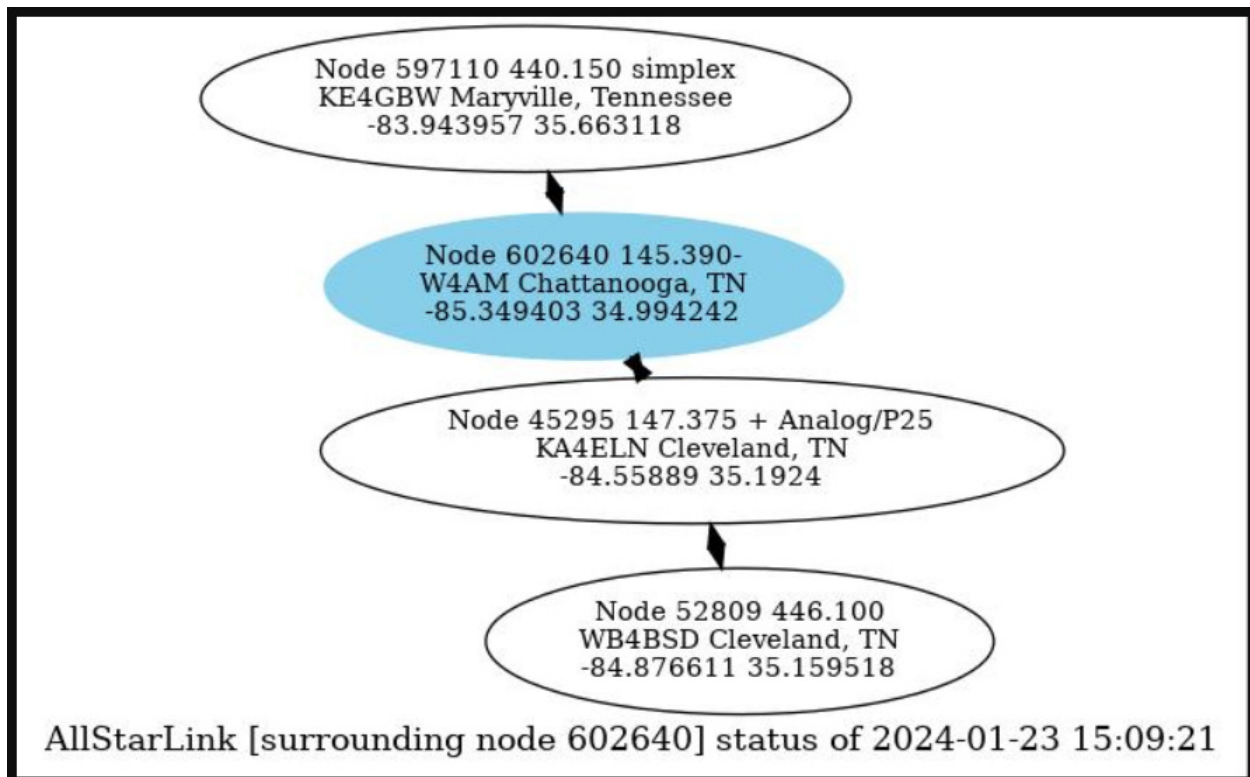 Node 597110 440.150 simplex
KE4GBW Maryville, Tennessee
-83.943957 35.663118
Node 602640 145.390-
W4AM Chattanooga, TN
-85.349403 34.994242
Node 45295 147.375 + Analog/P25
KA4ELN Cleveland, TN
-84.55889 35.1924
Node 52809 446.100
WB4BSD Cleveland, TN
-84.876611 35.159518
AllStarLink [surrounding node 602640] status of 2024-01-23 15:09:21